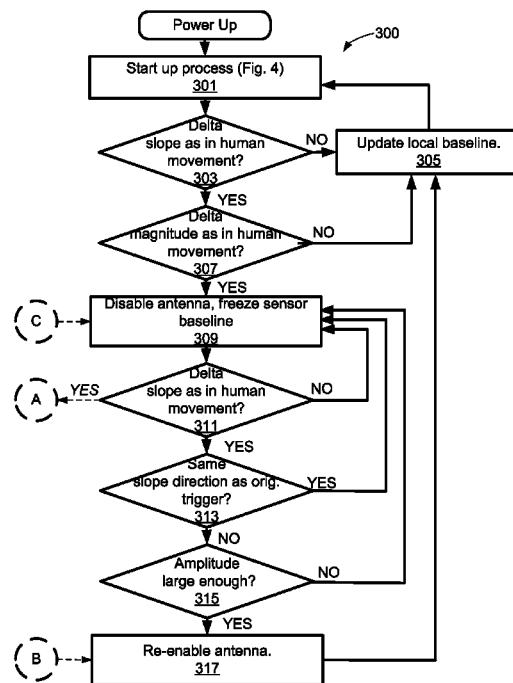 Power Up
300
Start up process (Fig. 4)
301
Delta
slope as in human
movement?
303
NO
Update local baseline.
305
YES
Delta
magnitude as in human
movement?
307
NO
YES
C
Disable antenna, freeze sensor
baseline
309
Delta
slope as in human
movement?
311
NO
A
YES
YES
Same
slope direction as orig.
trigger?
313
YES
NO
Amplitude
large enough?
315
NO
YES
B
Re-enable antenna.
317